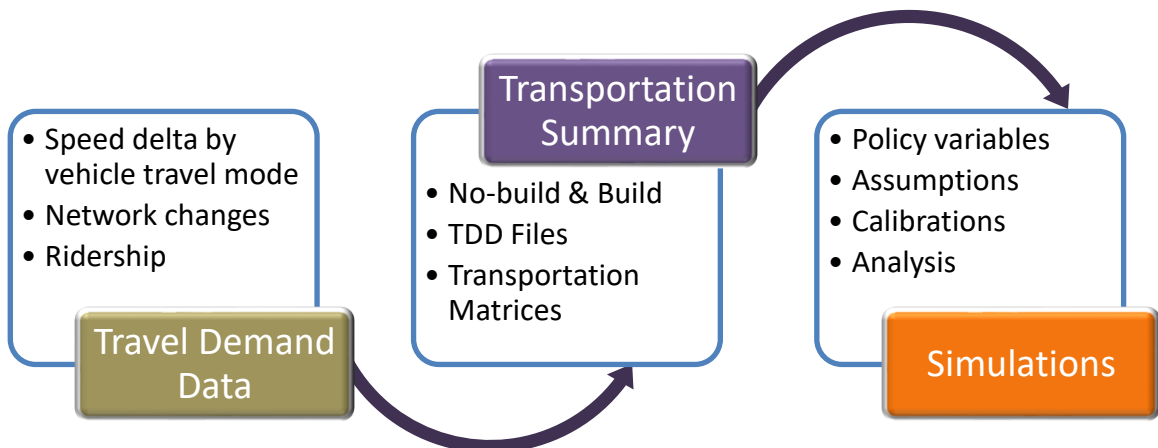 • Speed delta by
vehicle travel mode
• Network changes
• Ridership
Travel Demand
Data
Transportation
Summary
• No-build & Build
• TDD Files
• Transportation
Matrices
• Policy variables
• Assumptions
• Calibrations
• Analysis
Simulations